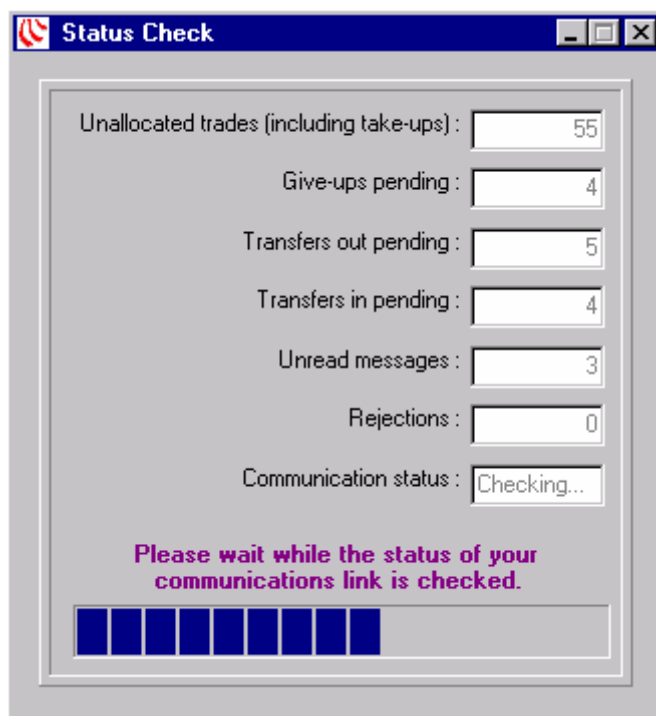 Status Check
Unallocated trades (including take-ups) : 55
Give-ups pending : 4
Transfers out pending : 5
Transfers in pending : 4
Unread messages : 3
Rejections : 0
Communication status : Checking...
Please wait while the status of your
communications link is checked.